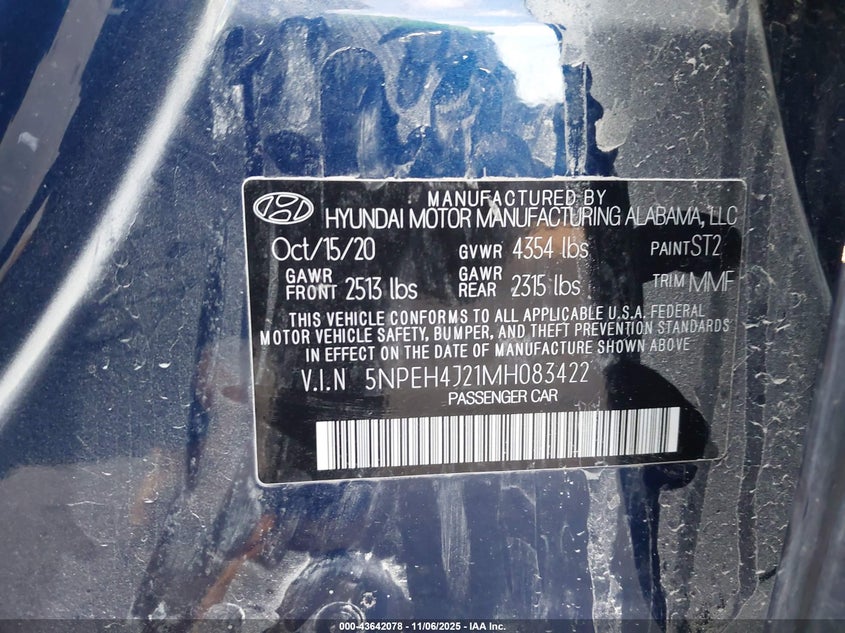 MANUFACTURED BY
HYUNDAI MOTOR MANUFACTURING ALABAMA, LLC
Oct/15/20 GVWR 4354 lbs PAINT ST2
GAWR FRONT 2513 lbs GAWR REAR 2315 lbs TRIM MMF
THIS VEHICLE CONFORMS TO ALL APPLICABLE U.S.A. FEDERAL
MOTOR VEHICLE SAFETY, BUMPER, AND THEFT PREVENTION STANDARDS
IN EFFECT ON THE DATE OF MANUFACTURE SHOWN ABOVE
V.I.N 5NPEH4J21MH083422
PASSENGER CAR
000-43642078 - 11/06/2025 - IAA Inc.